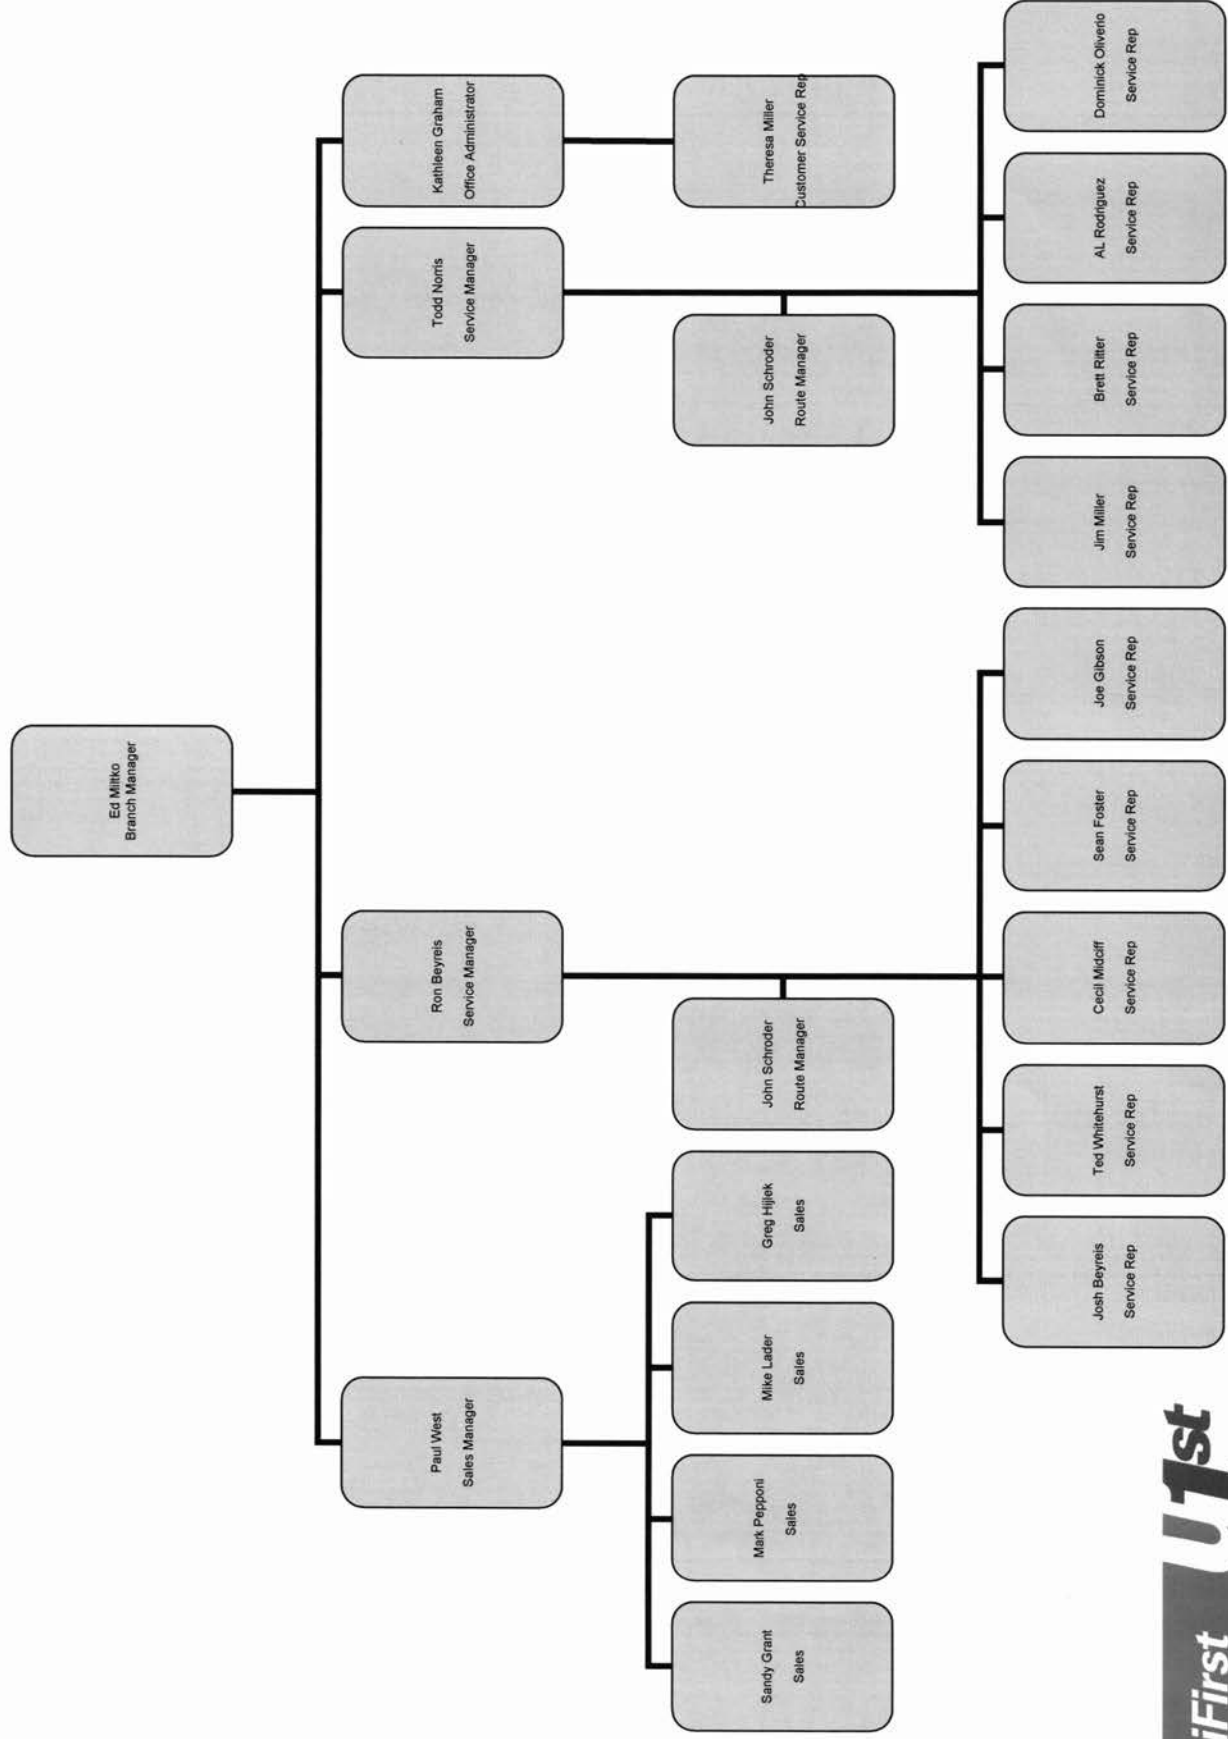 Ed Miltko
Branch Manager
Paul West
Sales Manager
Ron Beyreis
Service Manager
Todd Norris
Service Manager
Kathleen Graham
Office Administrator
Sandy Grant
Sales
Mark Pepponi
Sales
Mike Lader
Sales
Greg Hijlek
Sales
John Schroder
Route Manager
John Schroder
Route Manager
Theresa Miller
Customer Service Rep
Josh Beyreis
Service Rep
Ted Whitehurst
Service Rep
Cecil Midciff
Service Rep
Sean Foster
Service Rep
Joe Gibson
Service Rep
Jim Miller
Service Rep
Brett Ritter
Service Rep
AL Rodriguez
Service Rep
Dominick Oliverio
Service Rep
iFirst
U1st